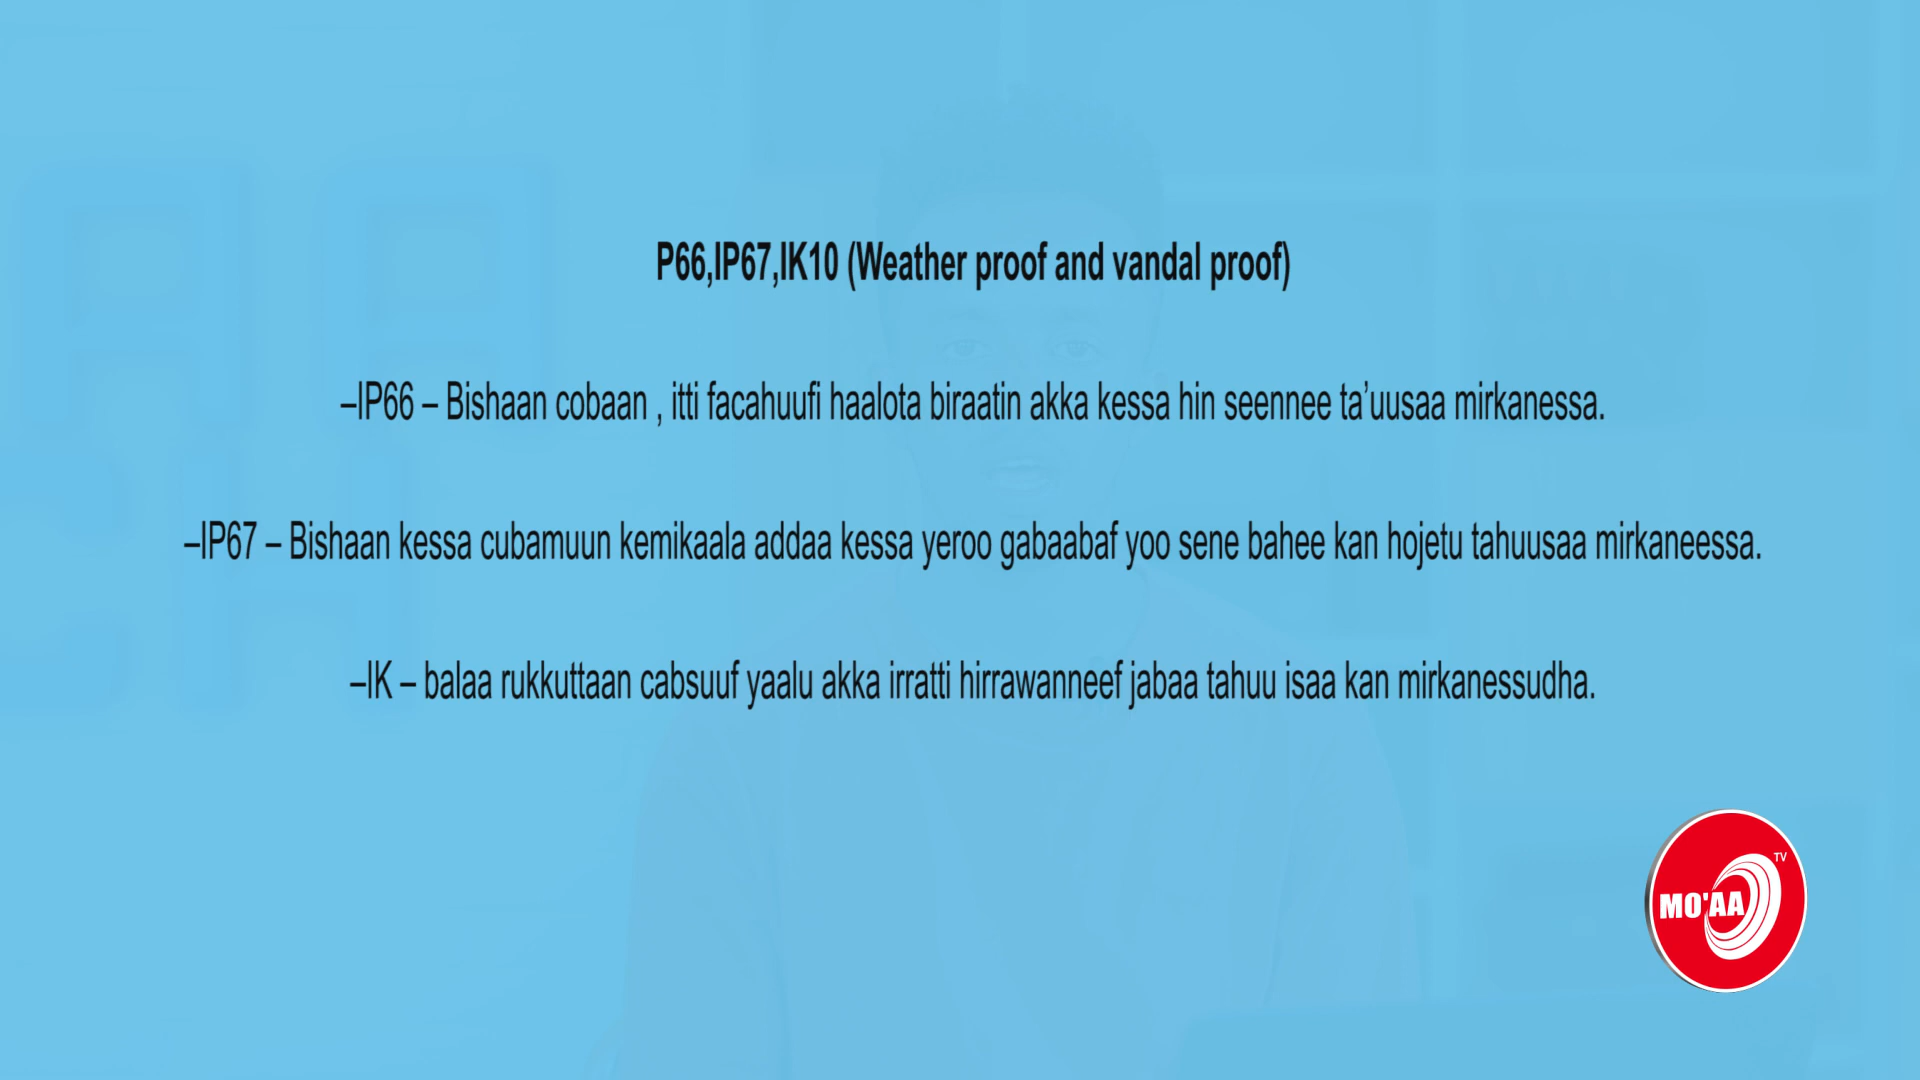 P66,IP67,IK10 (Weather proof and vandal proof)
–IP66 – Bishaan cobaan , itti facahuufi haalota biraatin akka kessa hin seennee ta’uusaa mirkanessa.
–IP67 – Bishaan kessa cubamuun kemikaala addaa kessa yeroo gabaabaf yoo sene bahee kan hojetu tahuusaa mirkaneessa.
–IK – balaa rukkuttaan cabsuuf yaalu akka irratti hirrawanneef jabaa tahuu isaa kan mirkanessudha.
TV
MO'AA